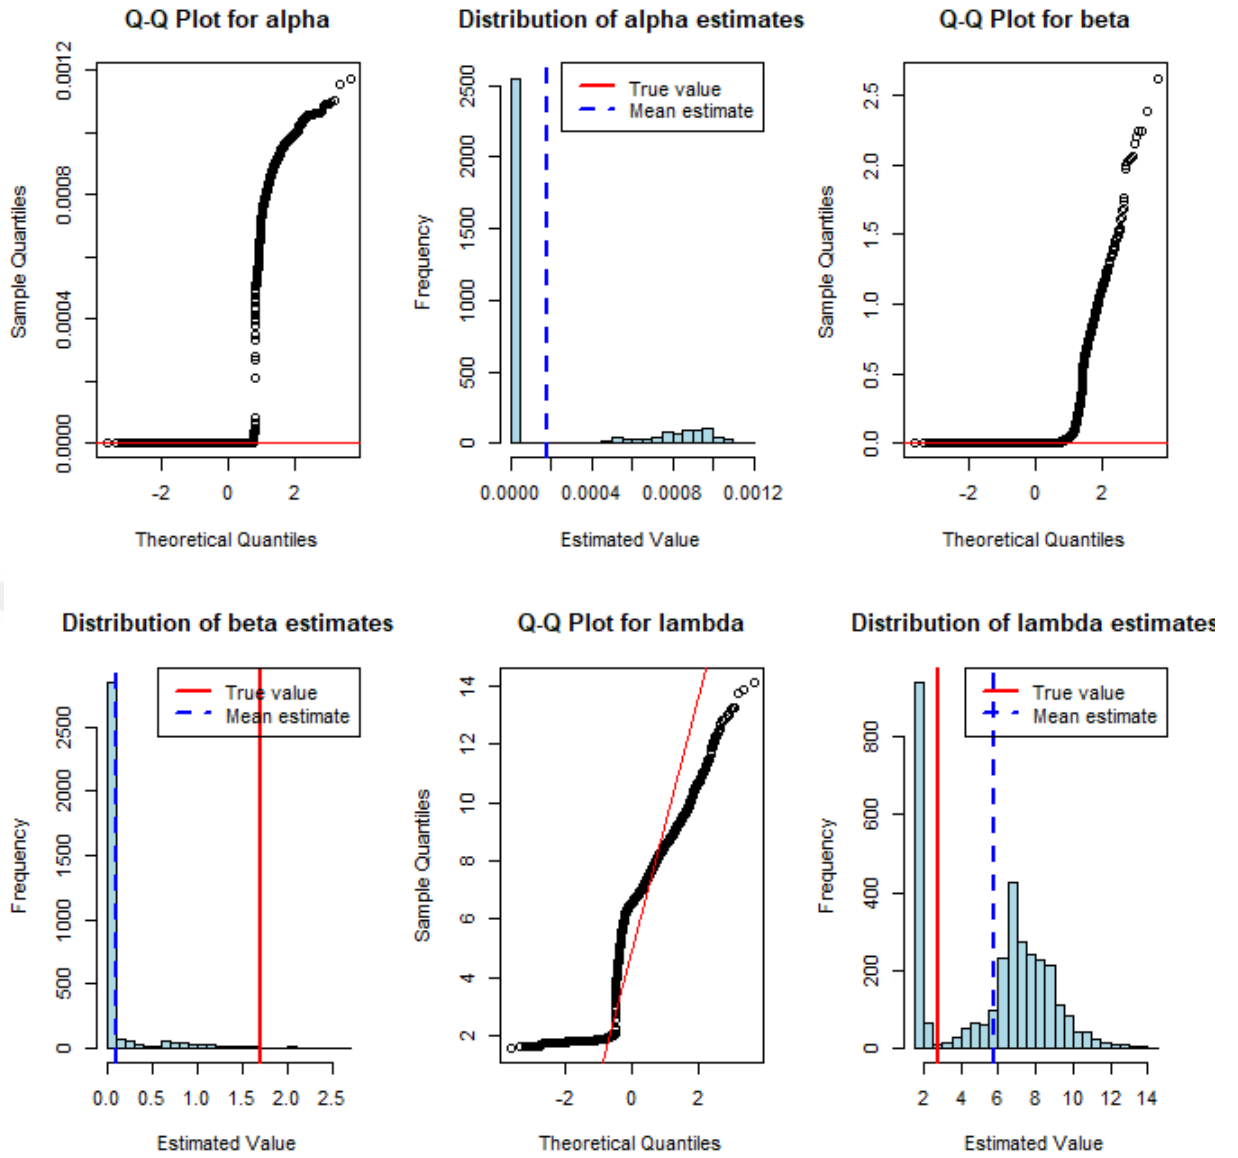 Q-Q Plot for alpha
Sample Quantiles
0.0000 0.0004 0.0008 0.0012
-2 0 2
Theoretical Quantiles
Distribution of alpha estimates
Frequency
0 500 1000 1500 2000 2500
True value
Mean estimate
0.0000 0.0004 0.0008 0.0012
Estimated Value
Q-Q Plot for beta
Sample Quantiles
0.0 0.5 1.0 1.5 2.0 2.5
-2 0 2
Theoretical Quantiles
Distribution of beta estimates
Frequency
0 500 1000 1500 2000 2500
True value
Mean estimate
0.0 0.5 1.0 1.5 2.0 2.5
Estimated Value
Q-Q Plot for lambda
Sample Quantiles
2 4 6 8 10 12 14
-2 0 2
Theoretical Quantiles
Distribution of lambda estimates
Frequency
0 200 400 600 800
True value
Mean estimate
2 4 6 8 10 12 14
Estimated Value